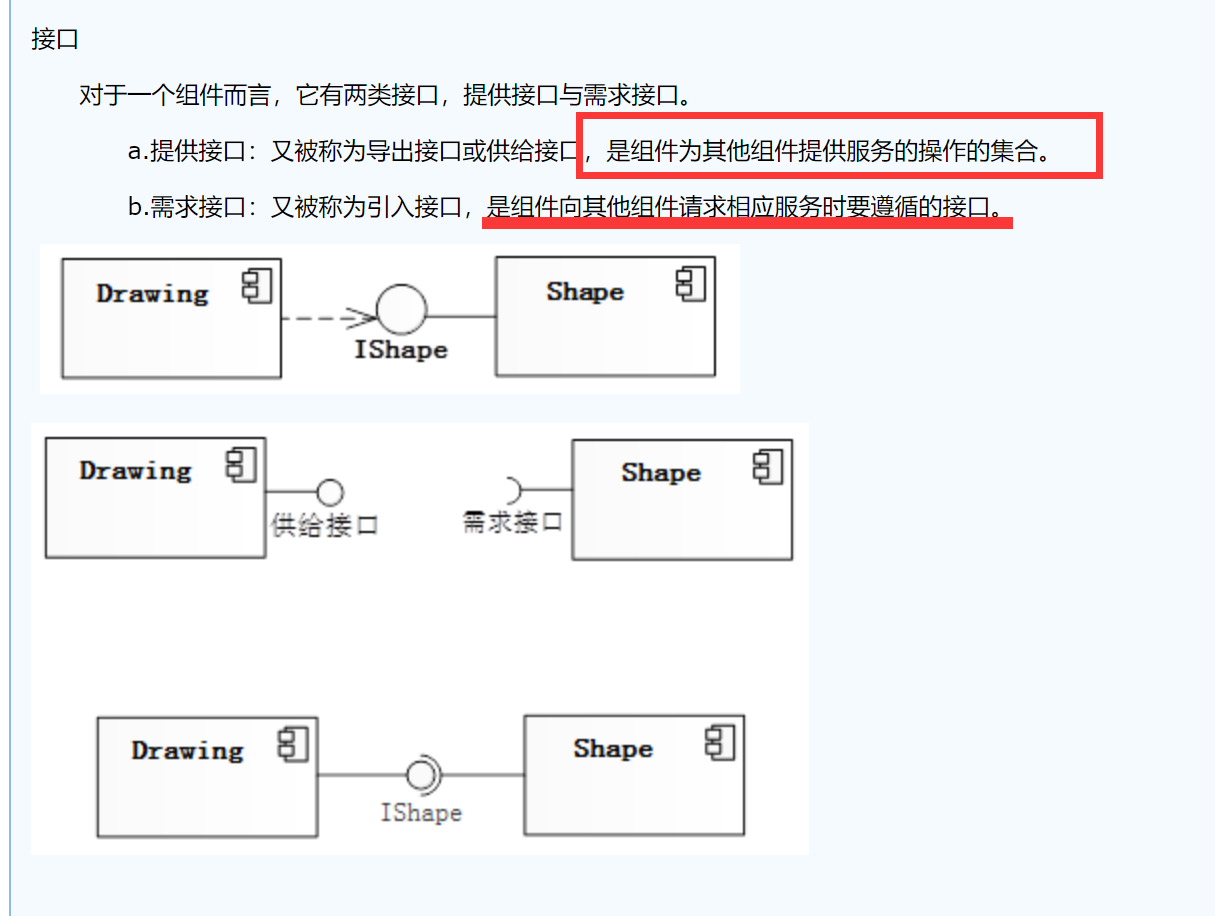 接口
对于一个组件而言，它有两类接口，提供接口与需求接口。
a.提供接口：又被称为导出接口或供给接口，是组件为其他组件提供服务的操作的集合。
b.需求接口：又被称为引入接口，是组件向其他组件请求相应服务时要遵循的接口。
Drawing
Shape
IShape
Drawing
Shape
供给接口
需求接口
Drawing
Shape
IShape